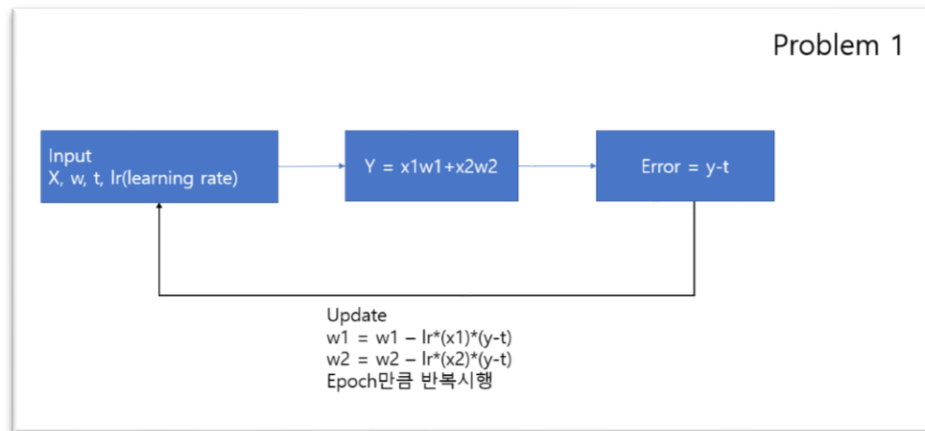 Problem 1
Input
X, w, t, lr(learning rate)
Y = x1w1+x2w2
Error = y-t
Update
w1 = w1 – lr*(x1)*(y-t)
w2 = w2 – lr*(x2)*(y-t)
Epoch만큼 반복시행